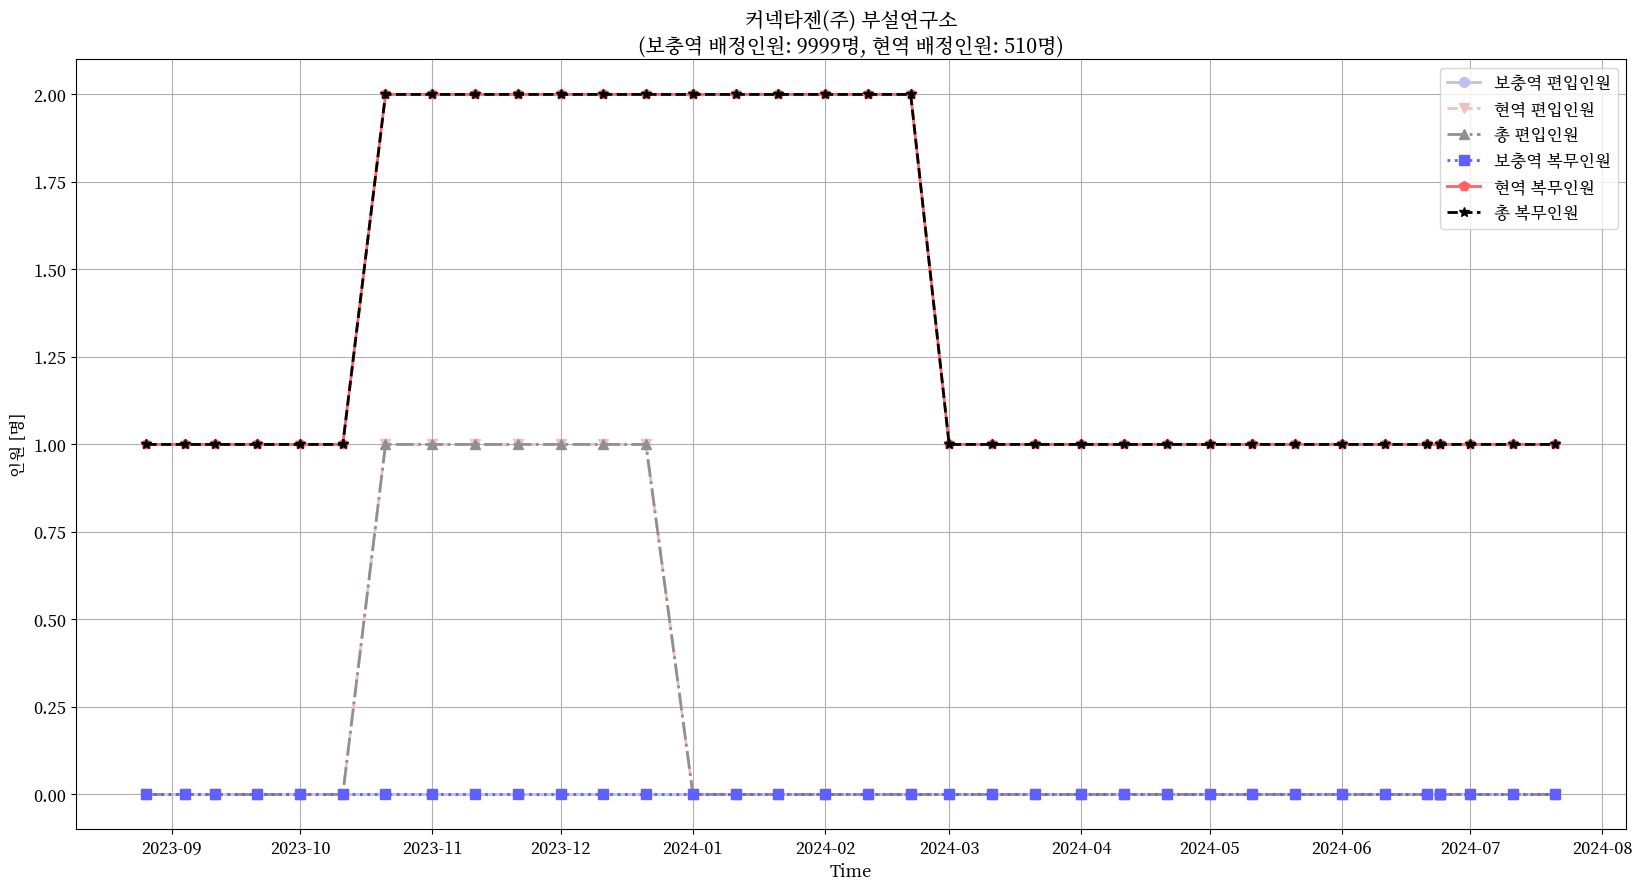 커넥타젠(주) 부설연구소
(보충역 배정인원: 9999명, 현역 배정인원: 510명)
보충역 편입인원
현역 편입인원
총 편입인원
보충역 복무인원
현역 복무인원
총 복무인원
인원 [명]
2.00
1.75
1.50
1.25
1.00
0.75
0.50
0.25
0.00
2023-09
2023-10
2023-11
2023-12
2024-01
2024-02
2024-03
2024-04
2024-05
2024-06
2024-07
2024-08
Time